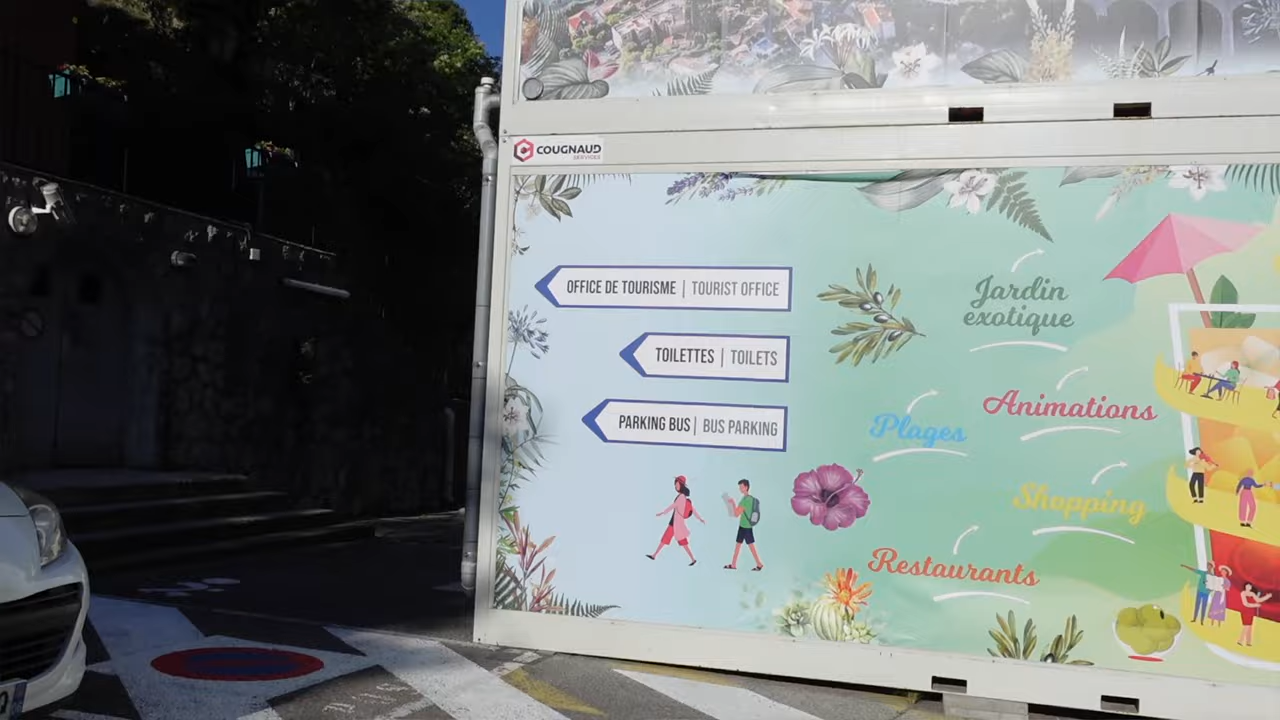 COUGNAUD
SERVICES
OFFICE DE TOURISME | TOURIST OFFICE
TOILETTES | TOILETS
PARKING BUS | BUS PARKING
Jardin
exotique
Animations
Plages
Shopping
Restaurants